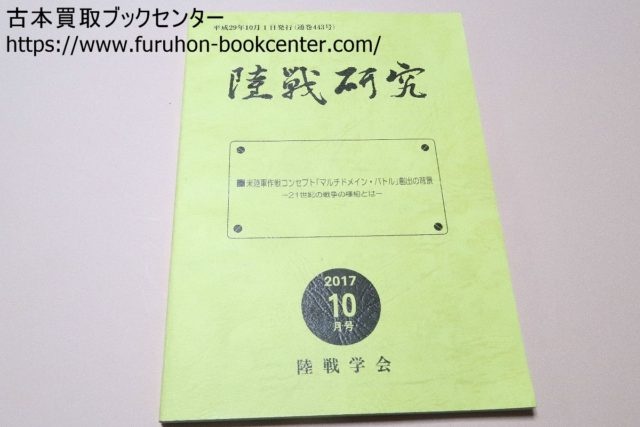 古本買取ブックセンター
https://www.furuhon-bookcenter.com/
平成29年10月1日発行(通巻443号)
陸戦研究
■米陸軍作戦コンセプト「マルチドメイン・バトル」創出の背景
−21世紀の戦争の様相とは−
2017
10
月号
陸戦学会